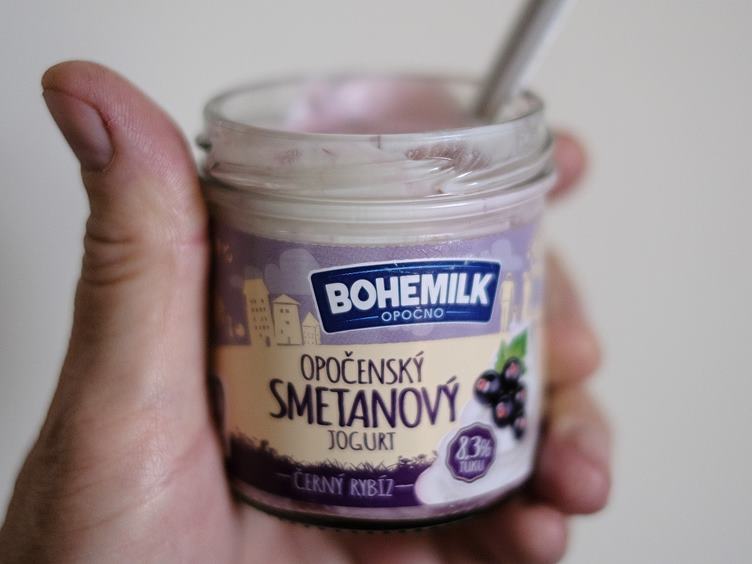 BOHEMILK
OPOČNO
OPOČENSKÝ
SMETANOVÝ
JOGURT
8.3%
TUKU
ČERNÝ RYBÍZ